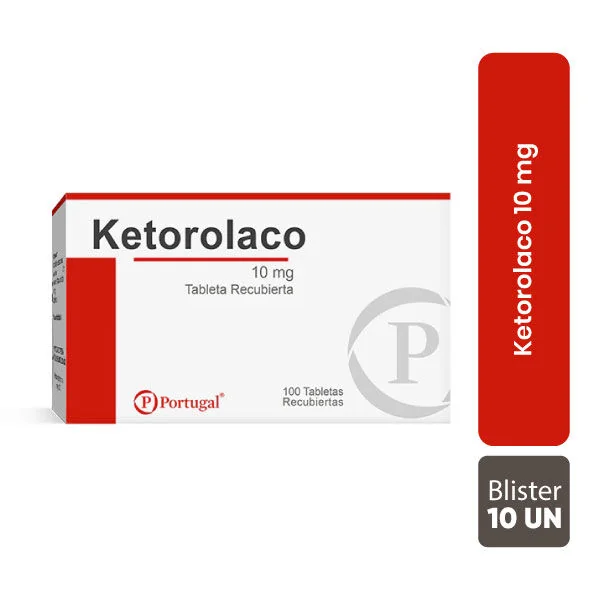 Ketorolaco
10 mg
Tableta Recubierta
P
P Portugal®
100 Tabletas
Recubiertas
Ketorolaco 10 mg
Blister
10 UN